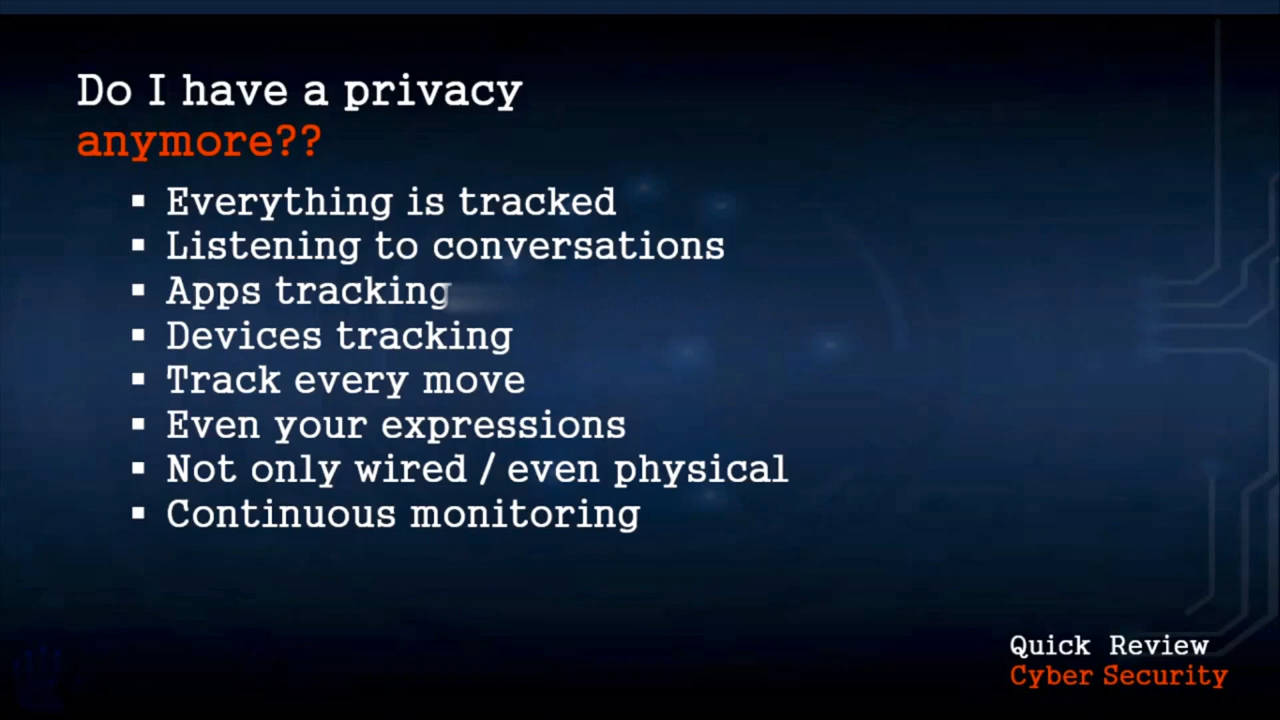 Do I have a privacy
anymore??
▪ Everything is tracked
▪ Listening to conversations
▪ Apps tracking
▪ Devices tracking
▪ Track every move
▪ Even your expressions
▪ Not only wired / even physical
▪ Continuous monitoring
Quick Review
Cyber Security